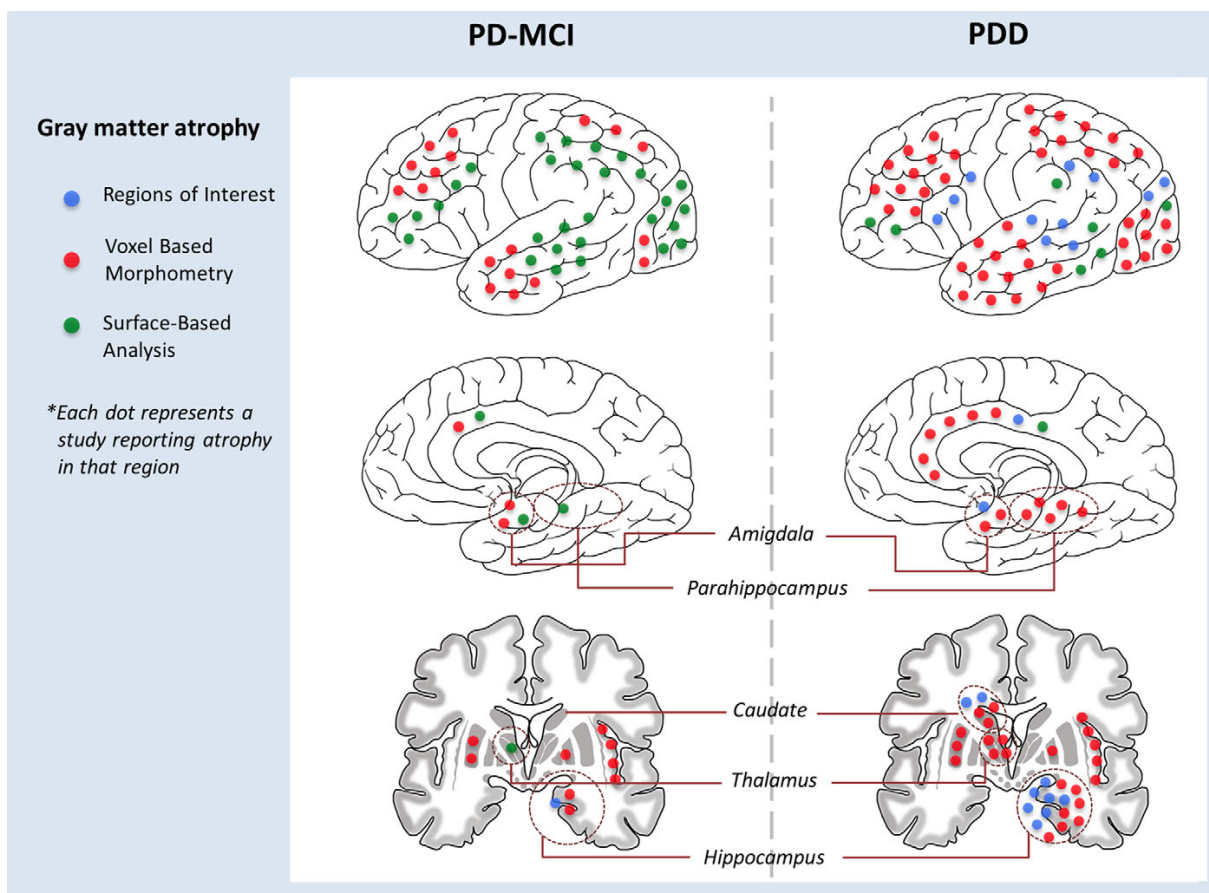 PD-MCI
PDD
Gray matter atrophy
Regions of Interest
Voxel Based
Morphometry
Surface-Based
Analysis
*Each dot represents a
study reporting atrophy
in that region
Amigdala
Parahippocampus
Caudate
Thalamus
Hippocampus